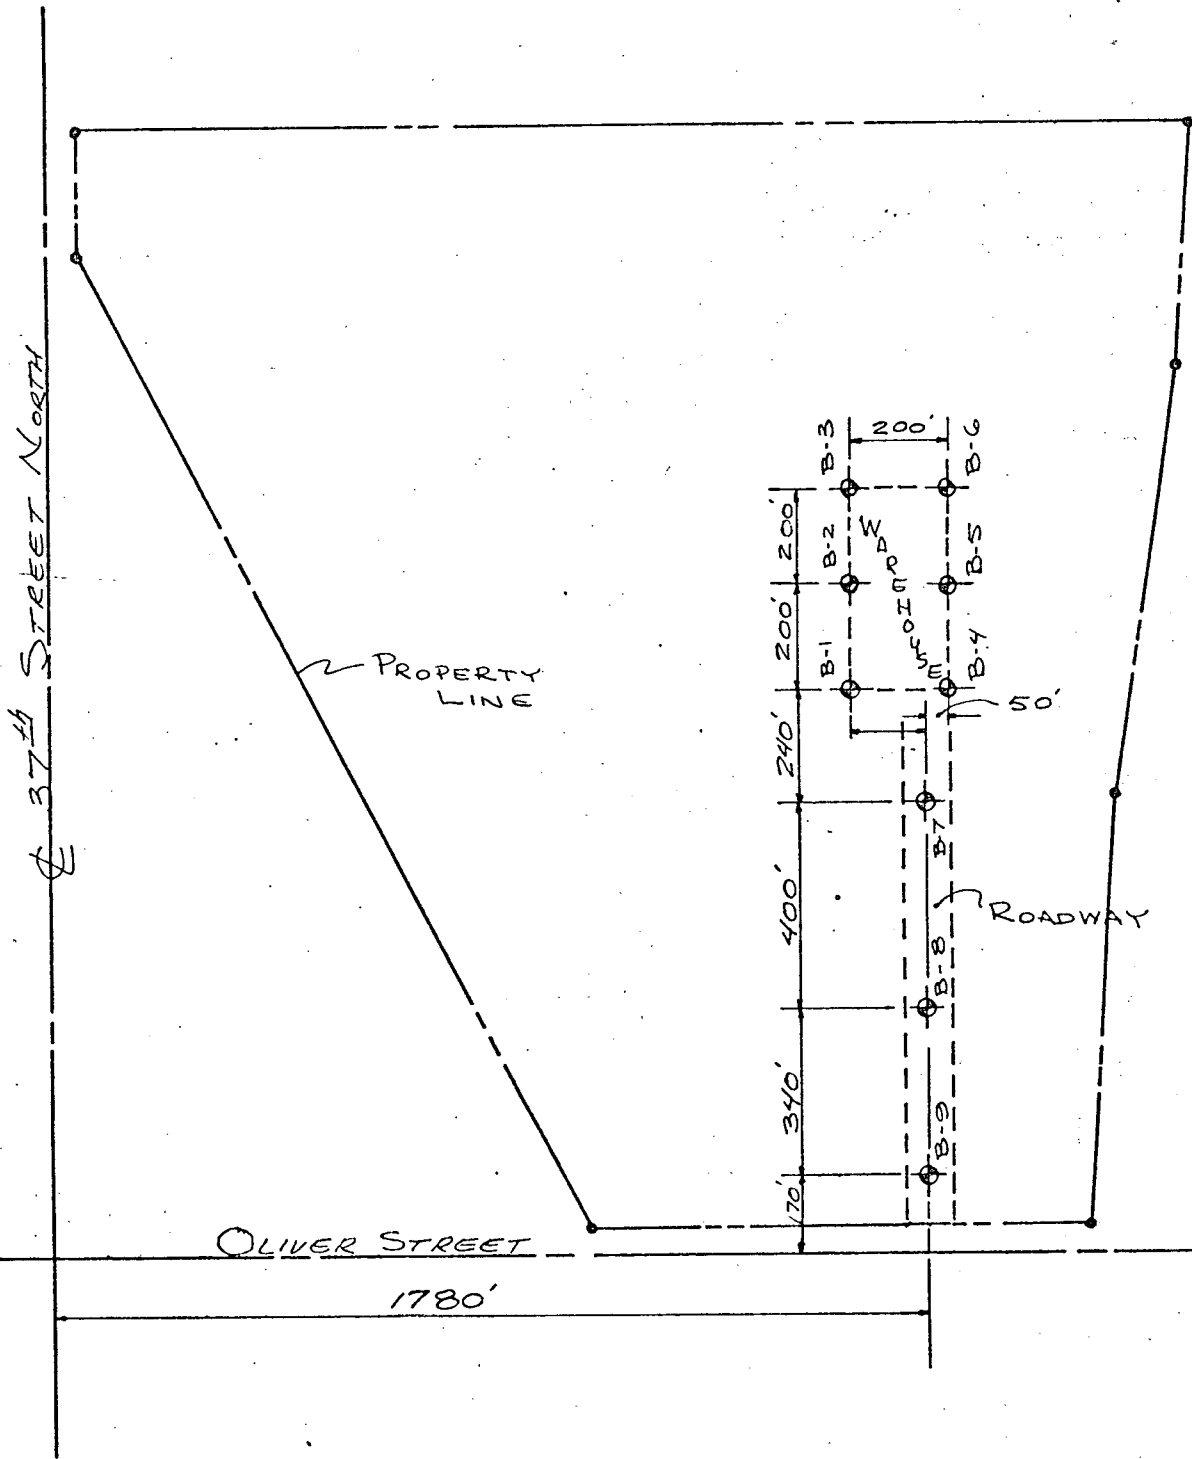 B-3
200'
B-6
200'
B-2
WAREHOUSE
B-5
200'
B-1
B-4
37th STREET NORTH
PROPERTY
LINE
50'
240'
B-7
℄
400'
ROADWAY
B-8
340'
B-9
170'
OLIVER STREET
1780'